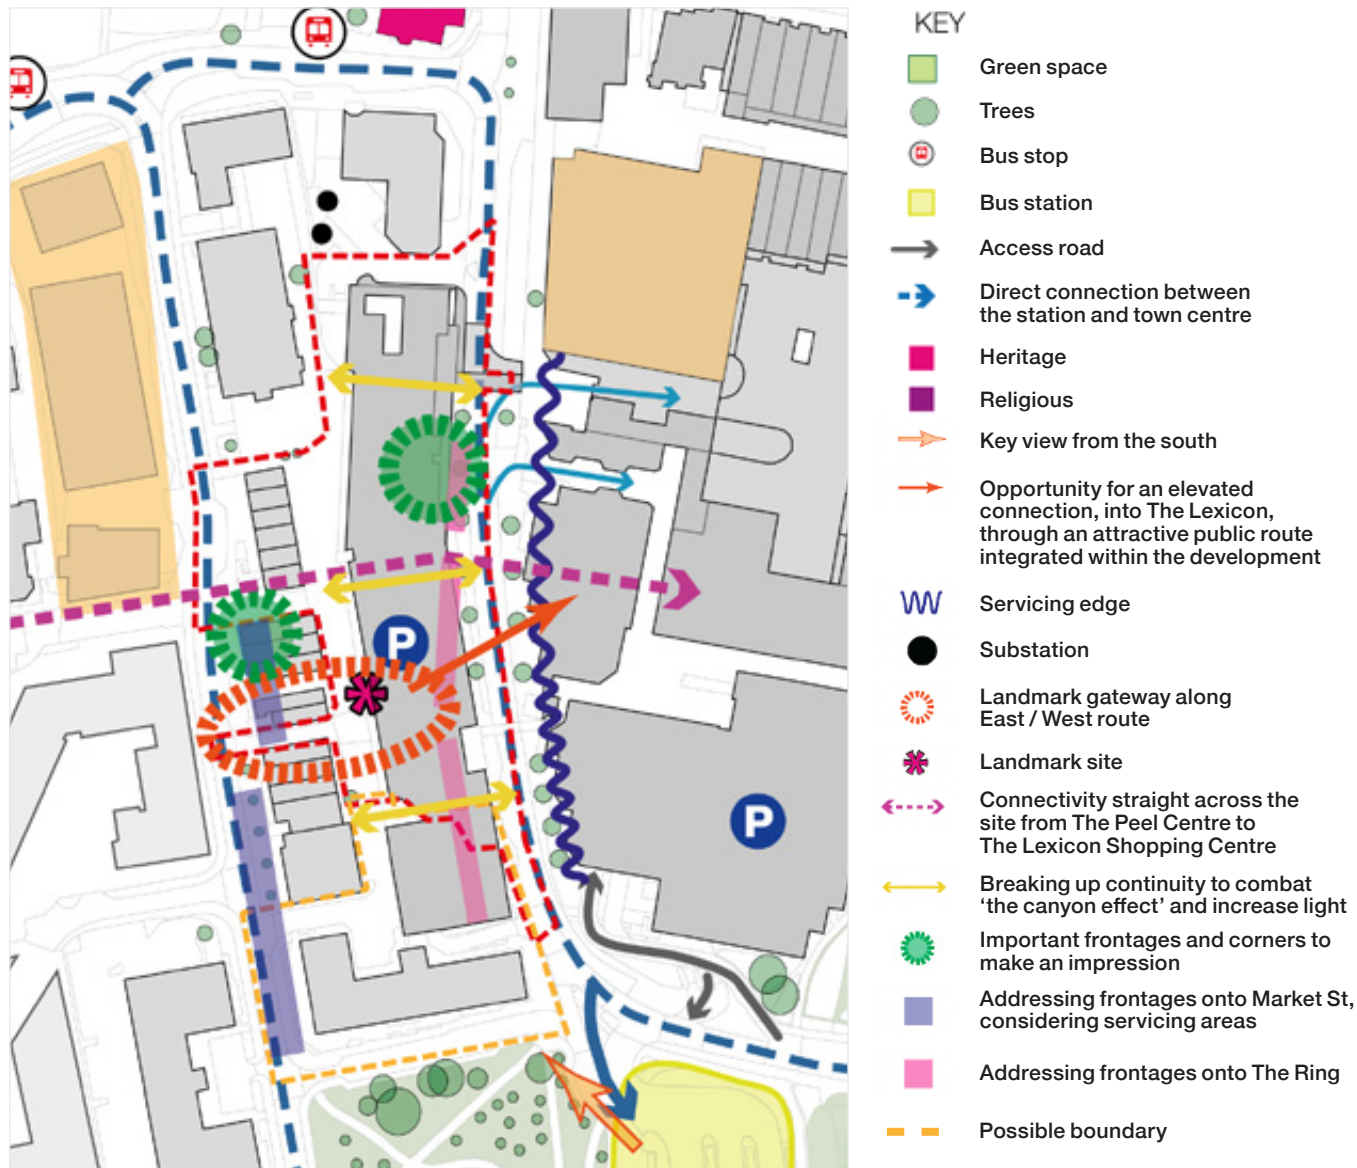 KEY
Green space
Trees
Bus stop
Bus station
Access road
Direct connection between
the station and town centre
Heritage
Religious
Key view from the south
Opportunity for an elevated
connection, into The Lexicon,
through an attractive public route
integrated within the development
Servicing edge
Substation
Landmark gateway along
East / West route
Landmark site
Connectivity straight across the
site from The Peel Centre to
The Lexicon Shopping Centre
Breaking up continuity to combat
‘the canyon effect’ and increase light
Important frontages and corners to
make an impression
Addressing frontages onto Market St,
considering servicing areas
Addressing frontages onto The Ring
Possible boundary
P
P